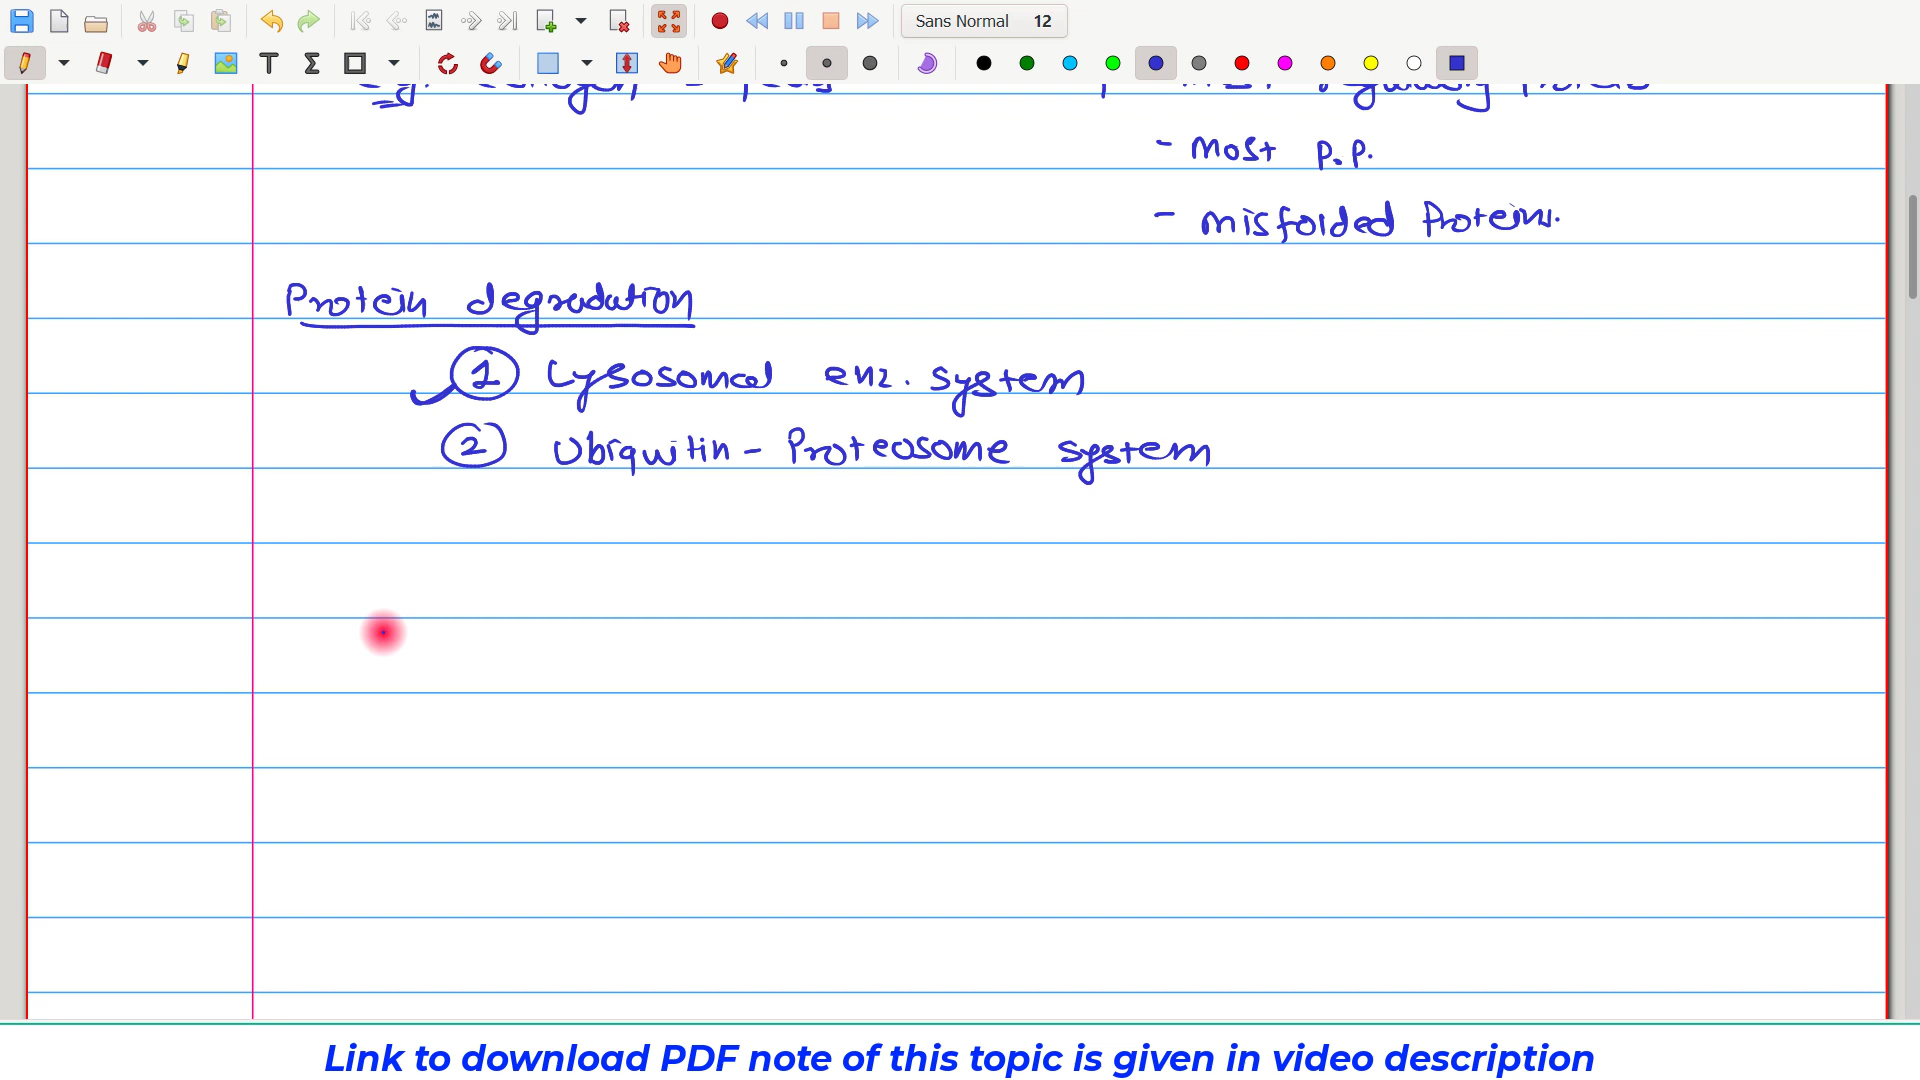 Sans Normal 12
- most P.P.
- misfolded Proteins.
Protein degradation
① Lysosomal enz. system
② Ubiquitin - Proteosome system
Link to download PDF note of this topic is given in video description